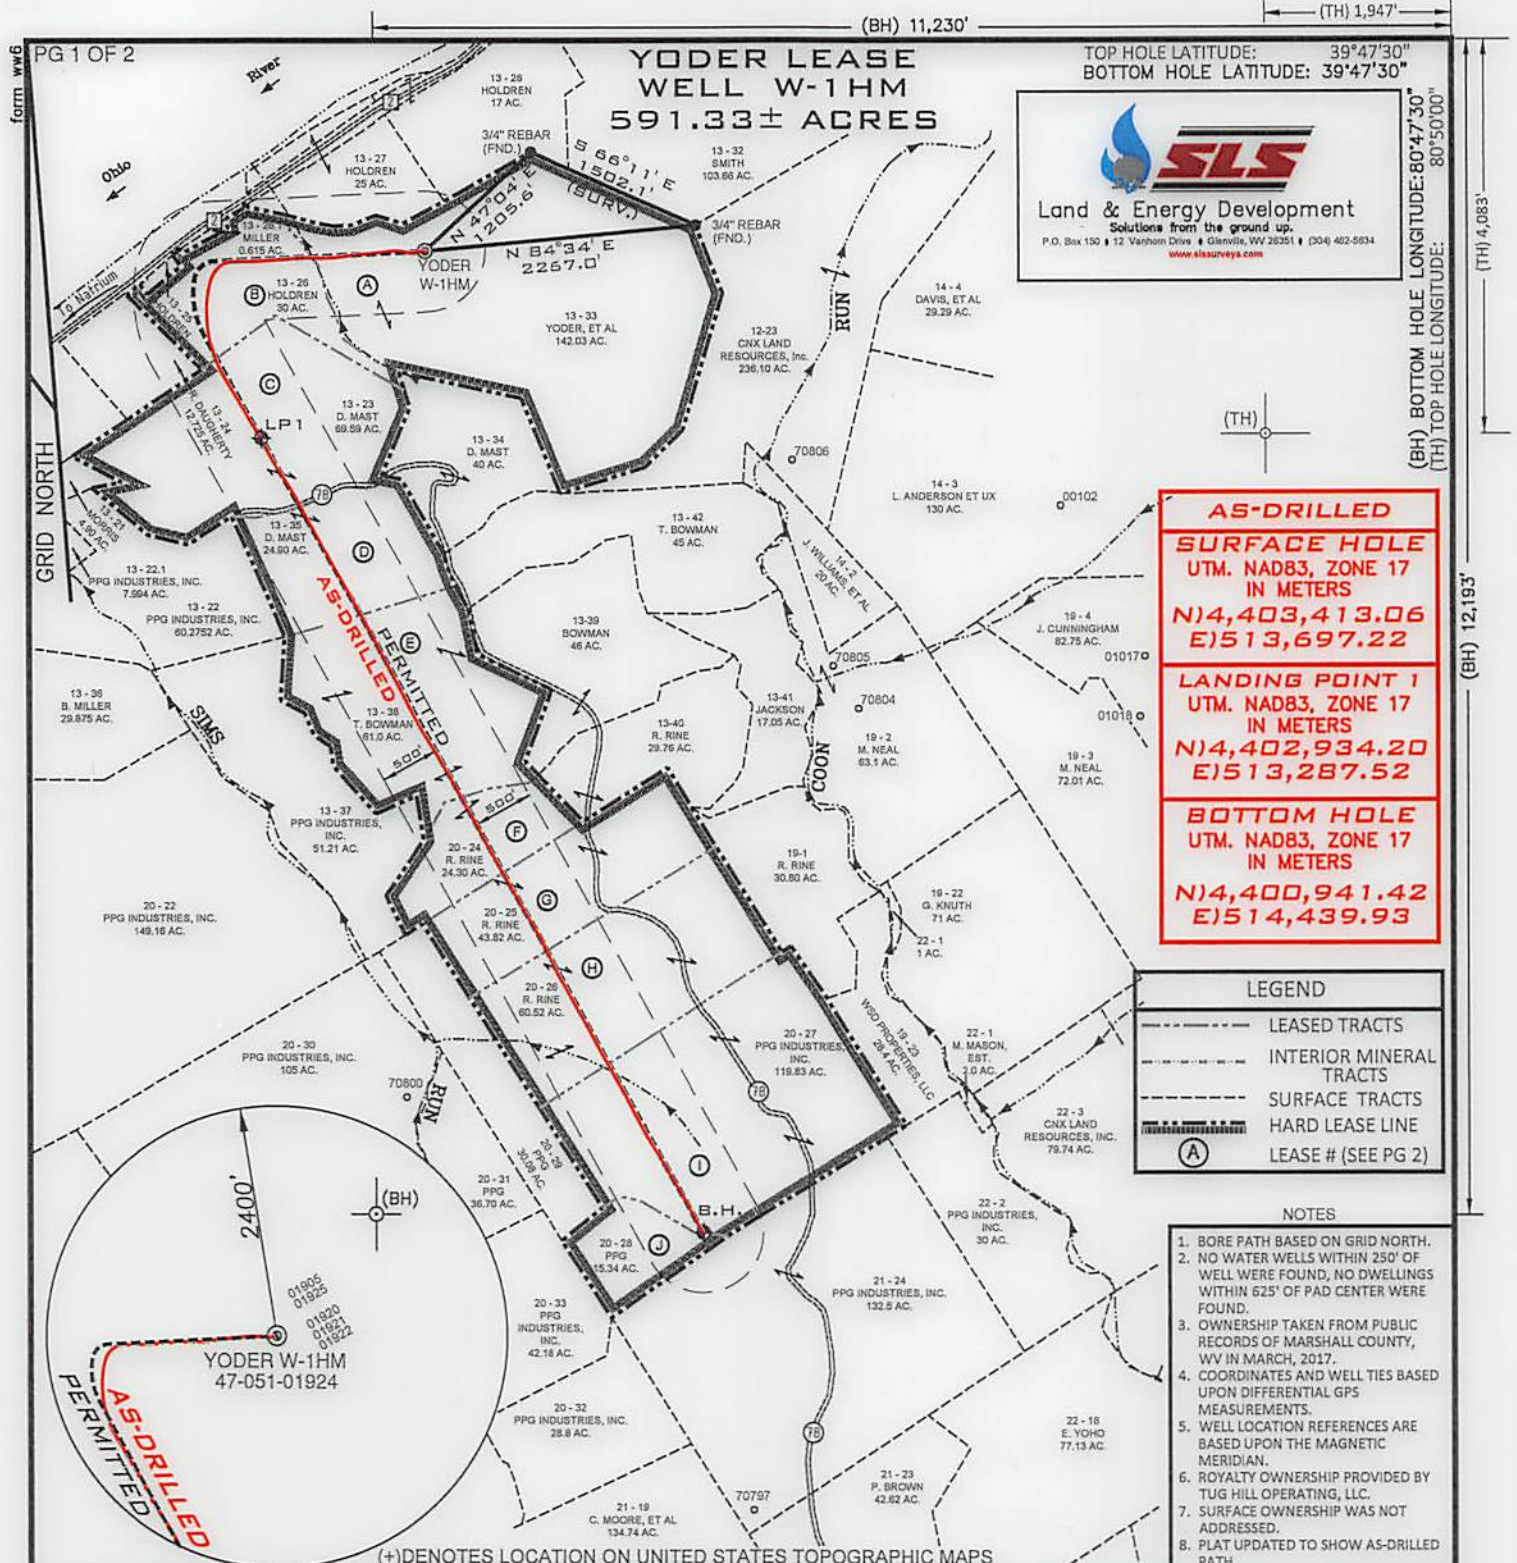 (TH) 1,947'
(BH) 11,230'
form ww6
PG 1 OF 2
YODER LEASE
WELL W-1HM
591.33± ACRES
TOP HOLE LATITUDE: 39°47'30"
BOTTOM HOLE LATITUDE: 39°47'30"
(BH) BOTTOM HOLE LONGITUDE: 80°47'30"
(TH) TOP HOLE LONGITUDE: 80°50'00"
(TH) 4,083'
(BH) 12,193'
SLS
Land & Energy Development
Solutions from the ground up.
P.O. Box 150 12 Vanhorn Drive Glenville, WV 26351 (304) 462-5634
www.slssurveys.com
River
Ohio
To Natrium
2
2
2
GRID NORTH
13 - 28
HOLDREN
17 AC.
3/4" REBAR
(FND.)
13 - 27
HOLDREN
25 AC.
S 66°11' E
1502.1'
(SURV.)
13 - 32
SMITH
103.66 AC.
N 47°04' E
1205.6'
3/4" REBAR
(FND.)
N 84°34' E
2257.0'
MILLER
0.615 AC.
YODER
W-1HM
13 - 26
HOLDREN
30 AC.
A
B
13 - 25
HOLDREN
13 - 33
YODER, ET AL
142.03 AC.
12-23
CNX LAND
RESOURCES, Inc.
236.10 AC.
RUN
14 - 4
DAVIS, ET AL
29.29 AC.
C
13 - 23
D. MAST
69.59 AC.
13 - 24
R. DAUGHERTY
12.725 AC.
LP1
13 - 34
D. MAST
40 AC.
(TH)
70806
78
14 - 3
L. ANDERSON ET UX
130 AC.
00102
13 - 21
MORRIS
4.90 AC.
13 - 35
D. MAST
24.90 AC.
D
13 - 42
T. BOWMAN
45 AC.
14 - 2
J. WILLIAMS, ET AL
20 AC.
13 - 22.1
PPG INDUSTRIES, INC.
7.994 AC.
13 - 22
PPG INDUSTRIES, INC.
60.2752 AC.
AS-DRILLED
PERMITTED
E
13-39
BOWMAN
46 AC.
19 - 4
J. CUNNINGHAM
82.75 AC.
70805
01017
13 - 36
B. MILLER
29.875 AC.
SIMS
13 - 38
T. BOWMAN
61.0 AC.
500'
13-41
JACKSON
17.05 AC.
70804
01018
13-40
R. RINE
29.76 AC.
19 - 2
M. NEAL
63.1 AC.
COON
19 - 3
M. NEAL
72.01 AC.
13 - 37
PPG INDUSTRIES,
INC.
51.21 AC.
500'
F
20 - 24
R. RINE
24.30 AC.
19-1
R. RINE
30.80 AC.
20 - 22
PPG INDUSTRIES, INC.
149.16 AC.
G
20 - 25
R. RINE
43.82 AC.
19 - 22
G. KNUTH
71 AC.
22 - 1
1 AC.
H
20 - 26
R. RINE
60.52 AC.
20 - 30
PPG INDUSTRIES, INC.
105 AC.
20 - 27
PPG INDUSTRIES,
INC.
119.83 AC.
19 - 23
WSD PROPERTIES, LLC
28.4 AC.
22 - 1
M. MASON,
EST.
2.0 AC.
70800
RUN
78
22 - 3
CNX LAND
RESOURCES, INC.
79.74 AC.
20 - 29
PPG
30.08 AC.
I
20 - 31
PPG
36.70 AC.
22 - 2
PPG INDUSTRIES,
INC.
30 AC.
B.H.
20 - 28
PPG
15.34 AC.
J
21 - 24
PPG INDUSTRIES, INC.
132.5 AC.
20 - 33
PPG
INDUSTRIES,
INC.
42.18 AC.
20 - 32
PPG INDUSTRIES, INC.
28.8 AC.
78
22 - 18
E. YOHO
77.13 AC.
21 - 23
P. BROWN
42.62 AC.
70797
21 - 19
C. MOORE, ET AL
134.74 AC.
AS-DRILLED
SURFACE HOLE
UTM. NAD83, ZONE 17
IN METERS
N)4,403,413.06
E)513,697.22
LANDING POINT 1
UTM. NAD83, ZONE 17
IN METERS
N)4,402,934.20
E)513,287.52
BOTTOM HOLE
UTM. NAD83, ZONE 17
IN METERS
N)4,400,941.42
E)514,439.93
LEGEND
LEASED TRACTS
INTERIOR MINERAL
TRACTS
SURFACE TRACTS
HARD LEASE LINE
A LEASE # (SEE PG 2)
2400'
(BH)
01905
01925
01920
01921
01922
YODER W-1HM
47-051-01924
AS-DRILLED
PERMITTED
NOTES
1. BORE PATH BASED ON GRID NORTH.
2. NO WATER WELLS WITHIN 250' OF
WELL WERE FOUND, NO DWELLINGS
WITHIN 625' OF PAD CENTER WERE
FOUND.
3. OWNERSHIP TAKEN FROM PUBLIC
RECORDS OF MARSHALL COUNTY,
WV IN MARCH, 2017.
4. COORDINATES AND WELL TIES BASED
UPON DIFFERENTIAL GPS
MEASUREMENTS.
5. WELL LOCATION REFERENCES ARE
BASED UPON THE MAGNETIC
MERIDIAN.
6. ROYALTY OWNERSHIP PROVIDED BY
TUG HILL OPERATING, LLC.
7. SURFACE OWNERSHIP WAS NOT
ADDRESSED.
8. PLAT UPDATED TO SHOW AS-DRILLED
PATH
(+)DENOTES LOCATION ON UNITED STATES TOPOGRAPHIC MAPS